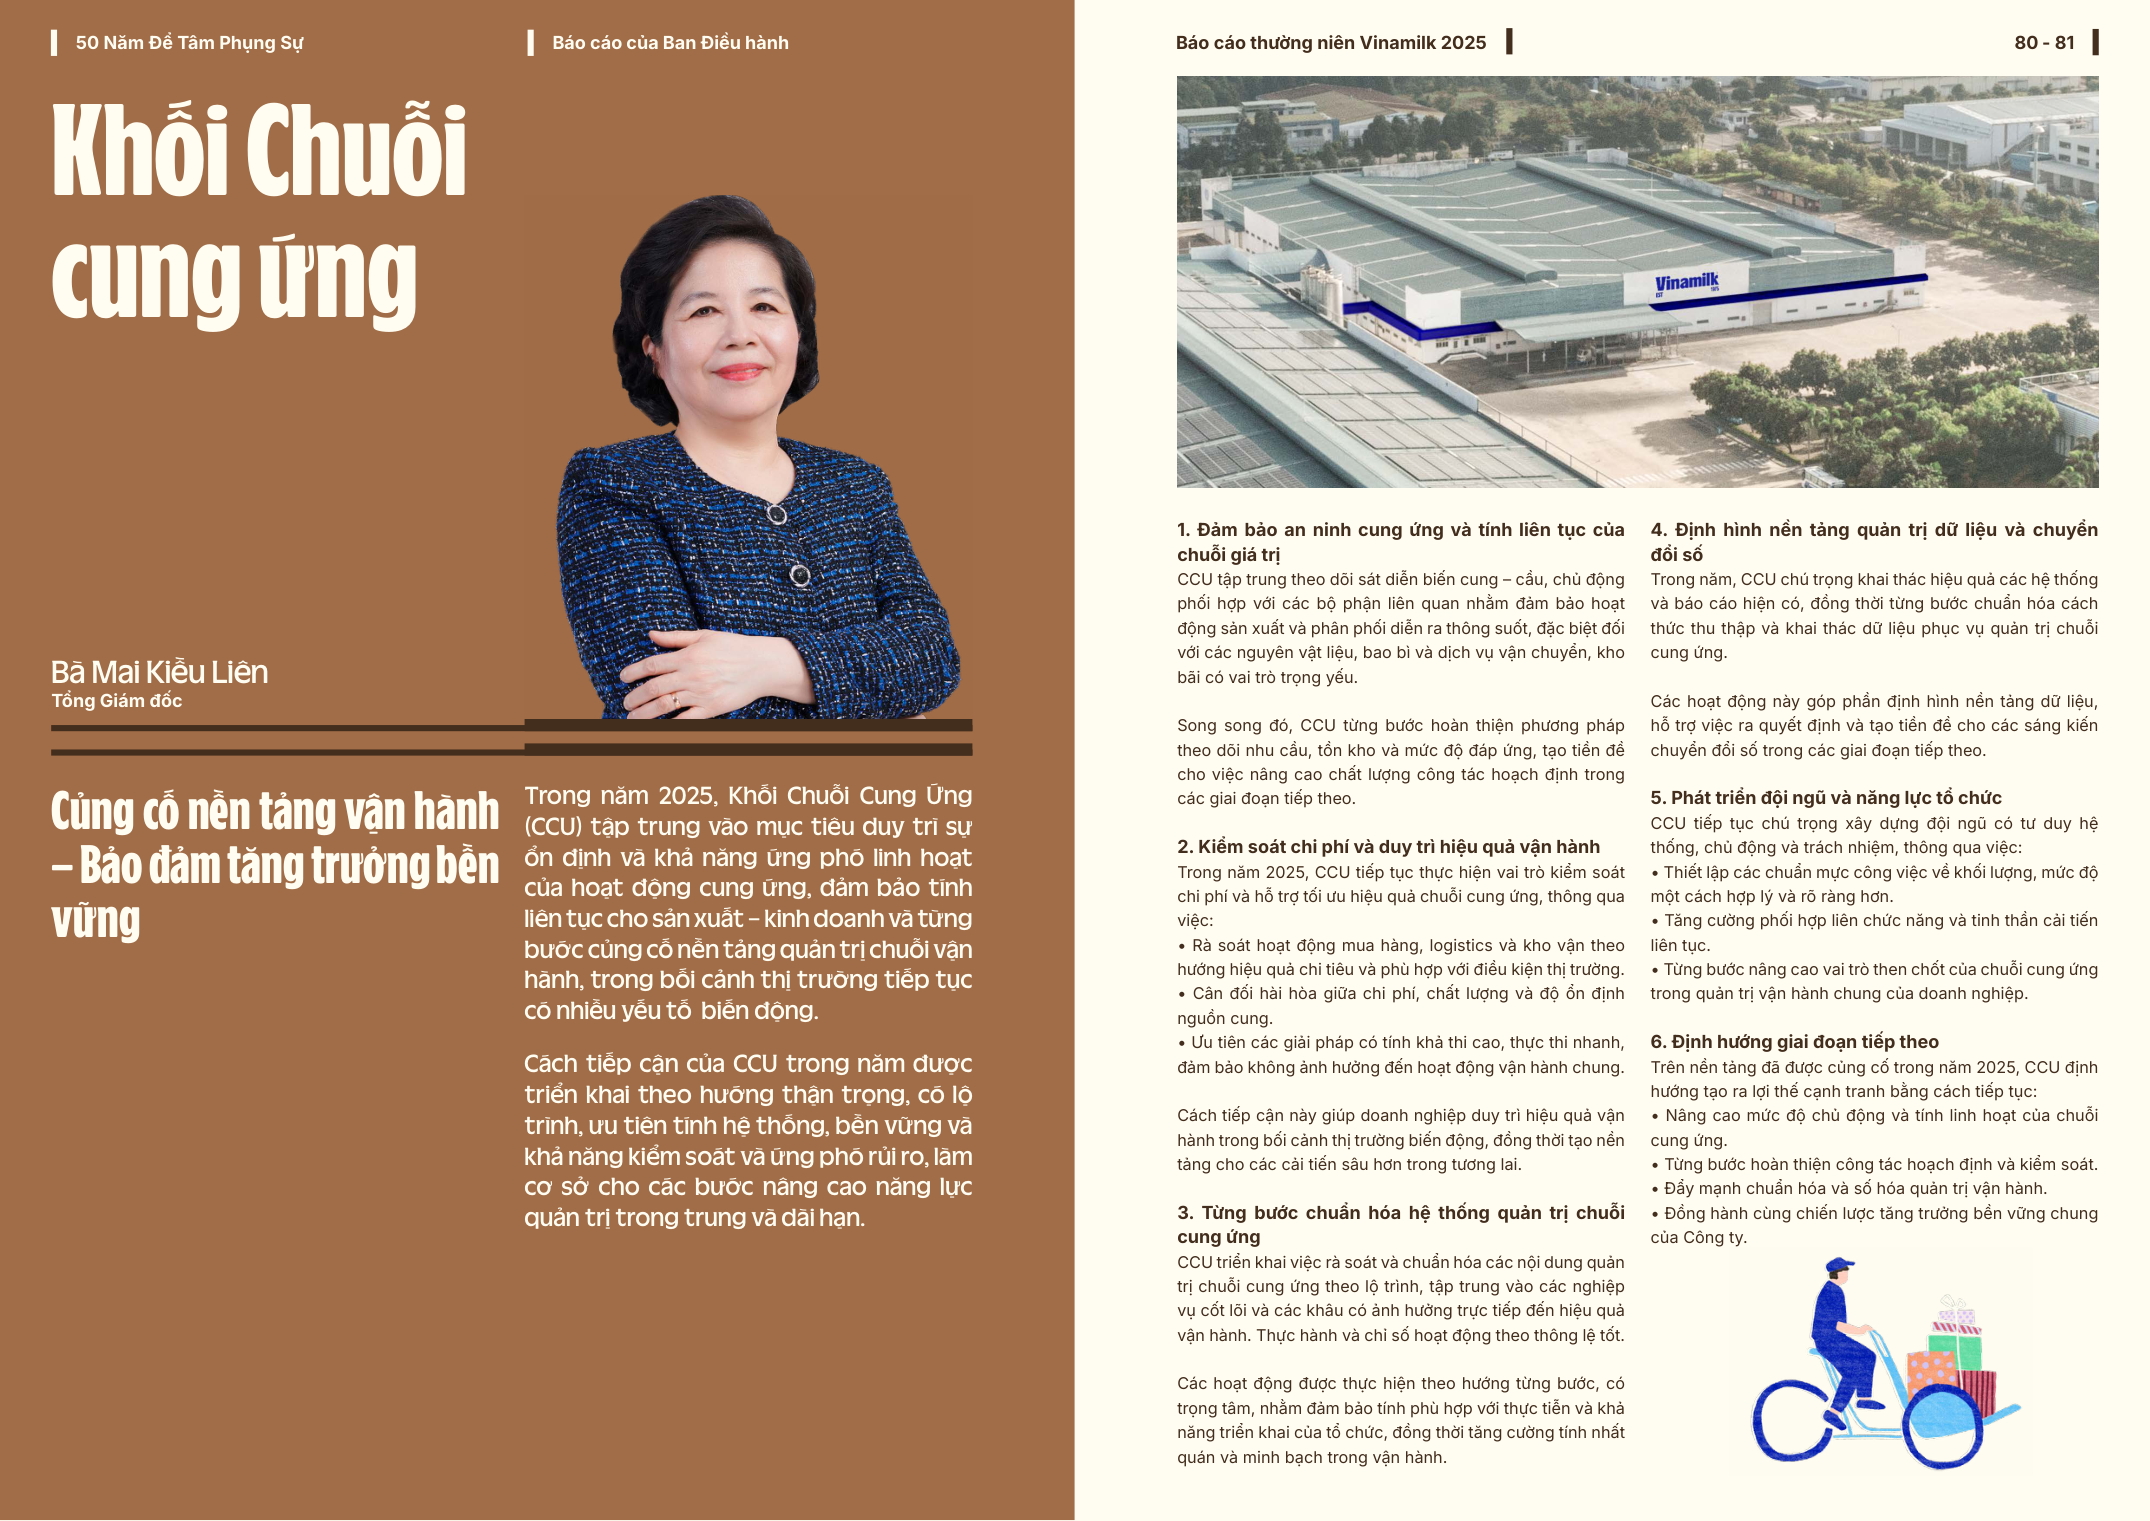 50 Năm Để Tâm Phụng Sự
Báo cáo của Ban Điều hành
Khối Chuỗi
cung ứng
Bà Mai Kiều Liên
Tổng Giám đốc
Củng cố nền tảng vận hành
– Bảo đảm tăng trưởng bền
vững
Trong năm 2025, Khối Chuỗi Cung Ứng
(CCU) tập trung vào mục tiêu duy trì sự
ổn định và khả năng ứng phó linh hoạt
của hoạt động cung ứng, đảm bảo tính
liên tục cho sản xuất – kinh doanh và từng
bước củng cố nền tảng quản trị chuỗi vận
hành, trong bối cảnh thị trường tiếp tục
có nhiều yếu tố biến động.
Cách tiếp cận của CCU trong năm được
triển khai theo hướng thận trọng, có lộ
trình, ưu tiên tính hệ thống, bền vững và
khả năng kiểm soát và ứng phó rủi ro, làm
cơ sở cho các bước nâng cao năng lực
quản trị trong trung và dài hạn.
Báo cáo thường niên Vinamilk 2025
80 - 81
Vinamilk
EST 1976
1. Đảm bảo an ninh cung ứng và tính liên tục của
chuỗi giá trị
CCU tập trung theo dõi sát diễn biến cung – cầu, chủ động
phối hợp với các bộ phận liên quan nhằm đảm bảo hoạt
động sản xuất và phân phối diễn ra thông suốt, đặc biệt đối
với các nguyên vật liệu, bao bì và dịch vụ vận chuyển, kho
bãi có vai trò trọng yếu.
Song song đó, CCU từng bước hoàn thiện phương pháp
theo dõi nhu cầu, tồn kho và mức độ đáp ứng, tạo tiền đề
cho việc nâng cao chất lượng công tác hoạch định trong
các giai đoạn tiếp theo.
2. Kiểm soát chi phí và duy trì hiệu quả vận hành
Trong năm 2025, CCU tiếp tục thực hiện vai trò kiểm soát
chi phí và hỗ trợ tối ưu hiệu quả chuỗi cung ứng, thông qua
việc:
• Rà soát hoạt động mua hàng, logistics và kho vận theo
hướng hiệu quả chi tiêu và phù hợp với điều kiện thị trường.
• Cân đối hài hòa giữa chi phí, chất lượng và độ ổn định
nguồn cung.
• Ưu tiên các giải pháp có tính khả thi cao, thực thi nhanh,
đảm bảo không ảnh hưởng đến hoạt động vận hành chung.
Cách tiếp cận này giúp doanh nghiệp duy trì hiệu quả vận
hành trong bối cảnh thị trường biến động, đồng thời tạo nền
tảng cho các cải tiến sâu hơn trong tương lai.
3. Từng bước chuẩn hóa hệ thống quản trị chuỗi
cung ứng
CCU triển khai việc rà soát và chuẩn hóa các nội dung quản
trị chuỗi cung ứng theo lộ trình, tập trung vào các nghiệp
vụ cốt lõi và các khâu có ảnh hưởng trực tiếp đến hiệu quả
vận hành. Thực hành và chỉ số hoạt động theo thông lệ tốt.
Các hoạt động được thực hiện theo hướng từng bước, có
trọng tâm, nhằm đảm bảo tính phù hợp với thực tiễn và khả
năng triển khai của tổ chức, đồng thời tăng cường tính nhất
quán và minh bạch trong vận hành.
4. Định hình nền tảng quản trị dữ liệu và chuyển
đổi số
Trong năm, CCU chú trọng khai thác hiệu quả các hệ thống
và báo cáo hiện có, đồng thời từng bước chuẩn hóa cách
thức thu thập và khai thác dữ liệu phục vụ quản trị chuỗi
cung ứng.
Các hoạt động này góp phần định hình nền tảng dữ liệu,
hỗ trợ việc ra quyết định và tạo tiền đề cho các sáng kiến
chuyển đổi số trong các giai đoạn tiếp theo.
5. Phát triển đội ngũ và năng lực tổ chức
CCU tiếp tục chú trọng xây dựng đội ngũ có tư duy hệ
thống, chủ động và trách nhiệm, thông qua việc:
• Thiết lập các chuẩn mực công việc về khối lượng, mức độ
một cách hợp lý và rõ ràng hơn.
• Tăng cường phối hợp liên chức năng và tinh thần cải tiến
liên tục.
• Từng bước nâng cao vai trò then chốt của chuỗi cung ứng
trong quản trị vận hành chung của doanh nghiệp.
6. Định hướng giai đoạn tiếp theo
Trên nền tảng đã được củng cố trong năm 2025, CCU định
hướng tạo ra lợi thế cạnh tranh bằng cách tiếp tục:
• Nâng cao mức độ chủ động và tính linh hoạt của chuỗi
cung ứng.
• Từng bước hoàn thiện công tác hoạch định và kiểm soát.
• Đẩy mạnh chuẩn hóa và số hóa quản trị vận hành.
• Đồng hành cùng chiến lược tăng trưởng bền vững chung
của Công ty.